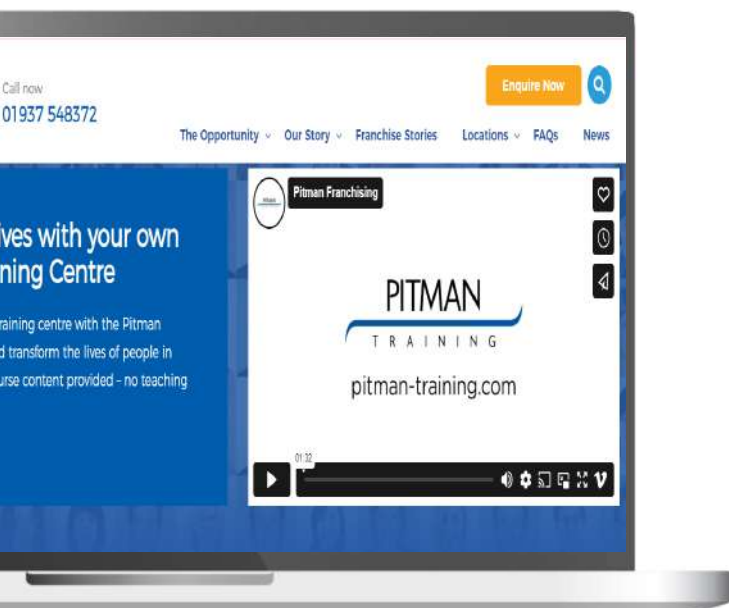 Call now
01937 548372
Enquire Now
The Opportunity
Our Story
Franchise Stories
Locations
FAQs
News
ives with your own
ning Centre
raining centre with the Pitman
d transform the lives of people in
urse content provided – no teaching
Pitman Franchising
PITMAN
TRAINING
pitman-training.com
01:32